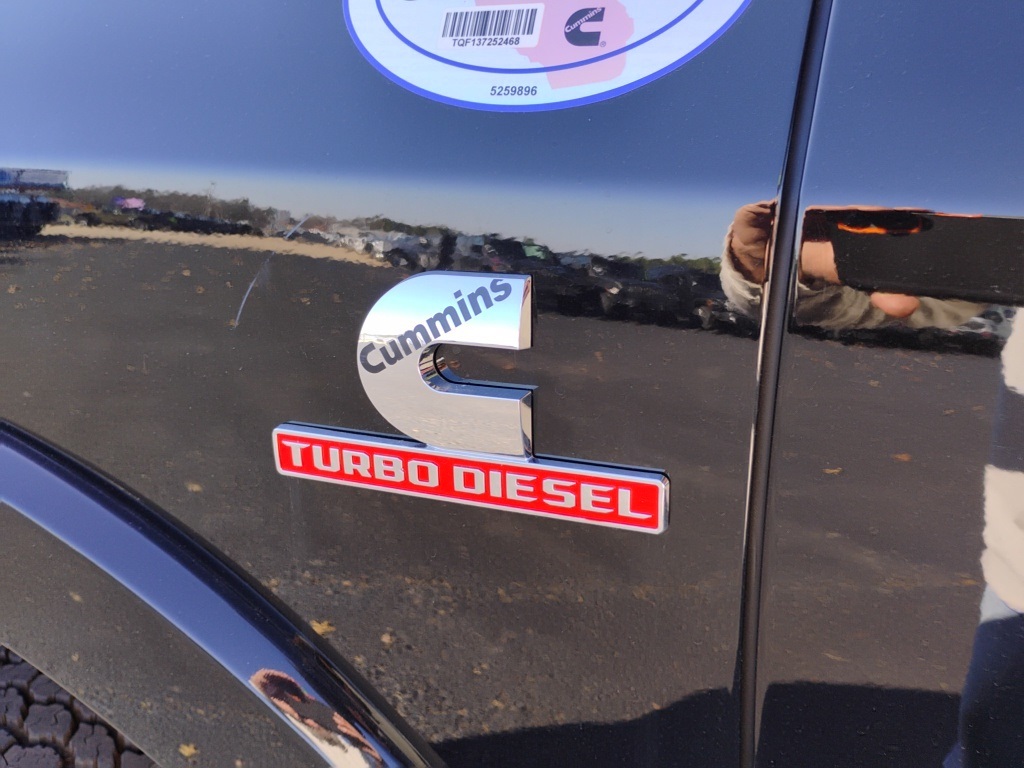 TQF137252468
Cummins
5259896
Cummins
TURBO DIESEL